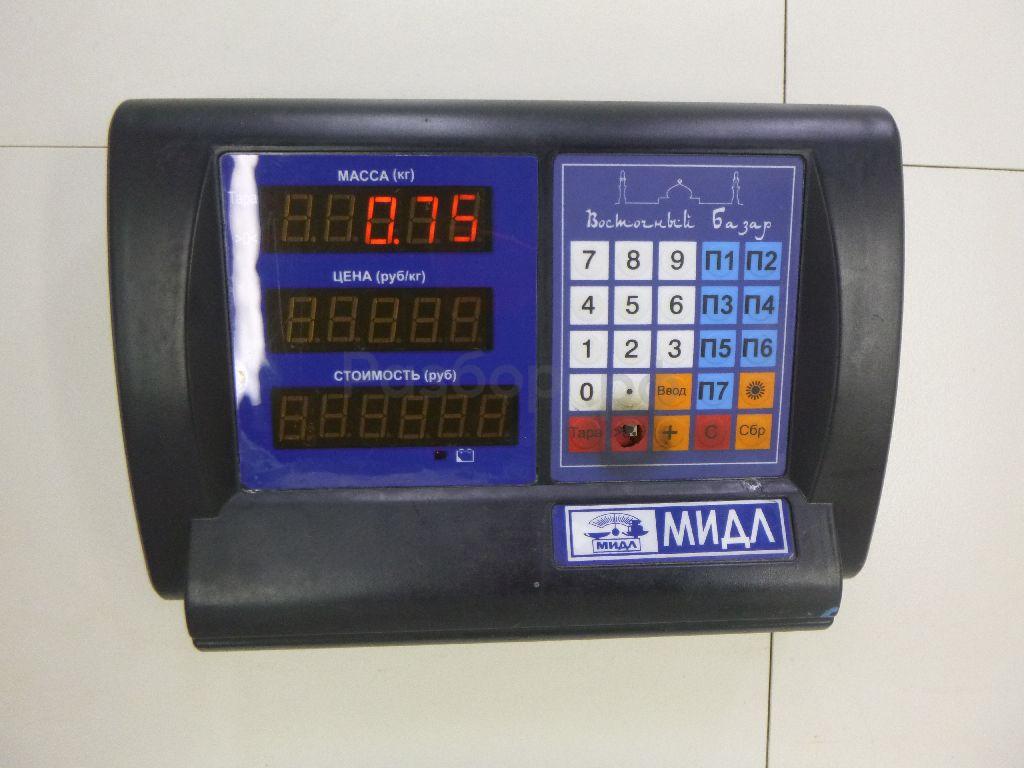 МАССА (кг)
Тара
0.75
ЦЕНА (руб/кг)
СТОИМОСТЬ (руб)
Восточный Базар
7 8 9 П1 П2
4 5 6 П3 П4
1 2 3 П5 П6
0 . Ввод П7
Тара + С Сбр
МИДЛ
МИДЛ